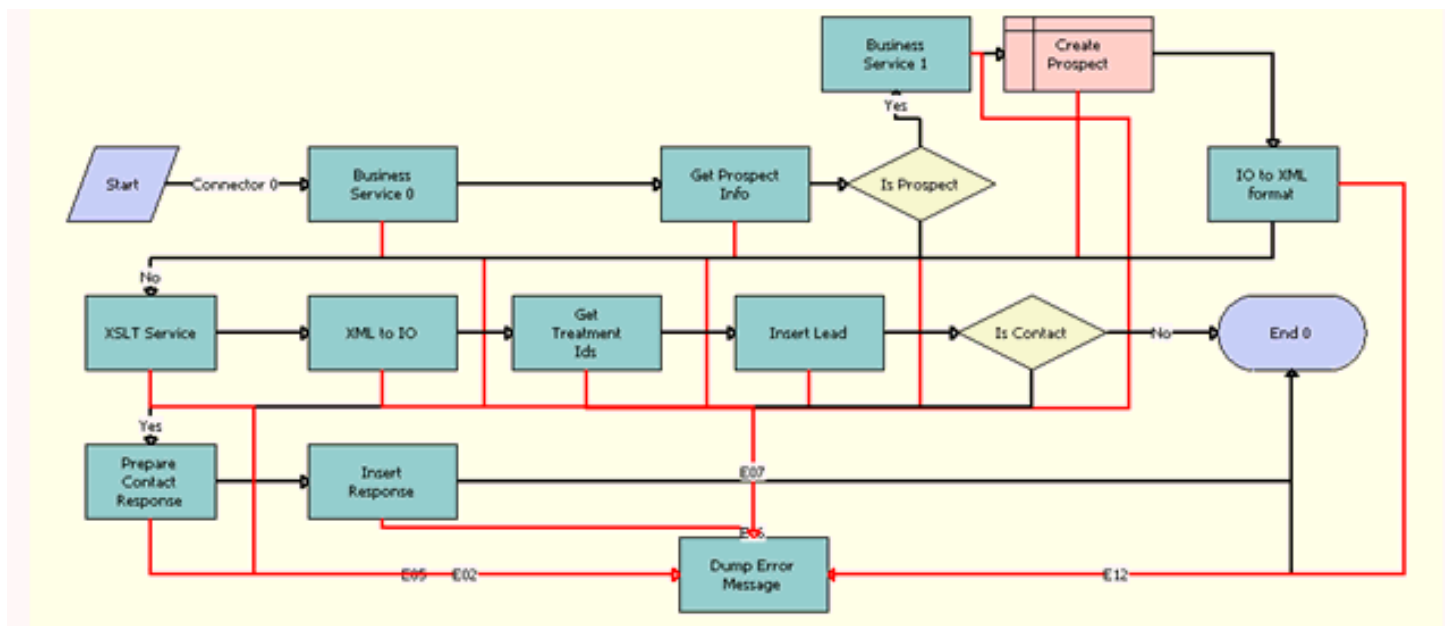 Business
Service 1
Create
Prospect
Yes
Start
Connector 0
Business
Service 0
Get Prospect
Info
Is Prospect
IO to XML
format
No
XSLT Service
XML to IO
Get
Treatment
Ids
Insert Lead
Is Contact
No
End 0
Yes
Prepare
Contact
Response
Insert
Response
E07
Dump Error
Message
E05
E02
E12